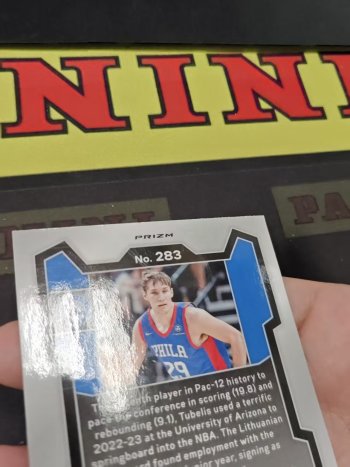 NINI
PA
PRIZM
No. 283
PHILA
29
player in Pac-12 history to
pace the conference in scoring (19.8) and
rebounding (9.1), Tubelis used a terrific
2022-23 at the University of Arizona to
springboard into the NBA. The Lithuanian
found employment with the
year, signing as